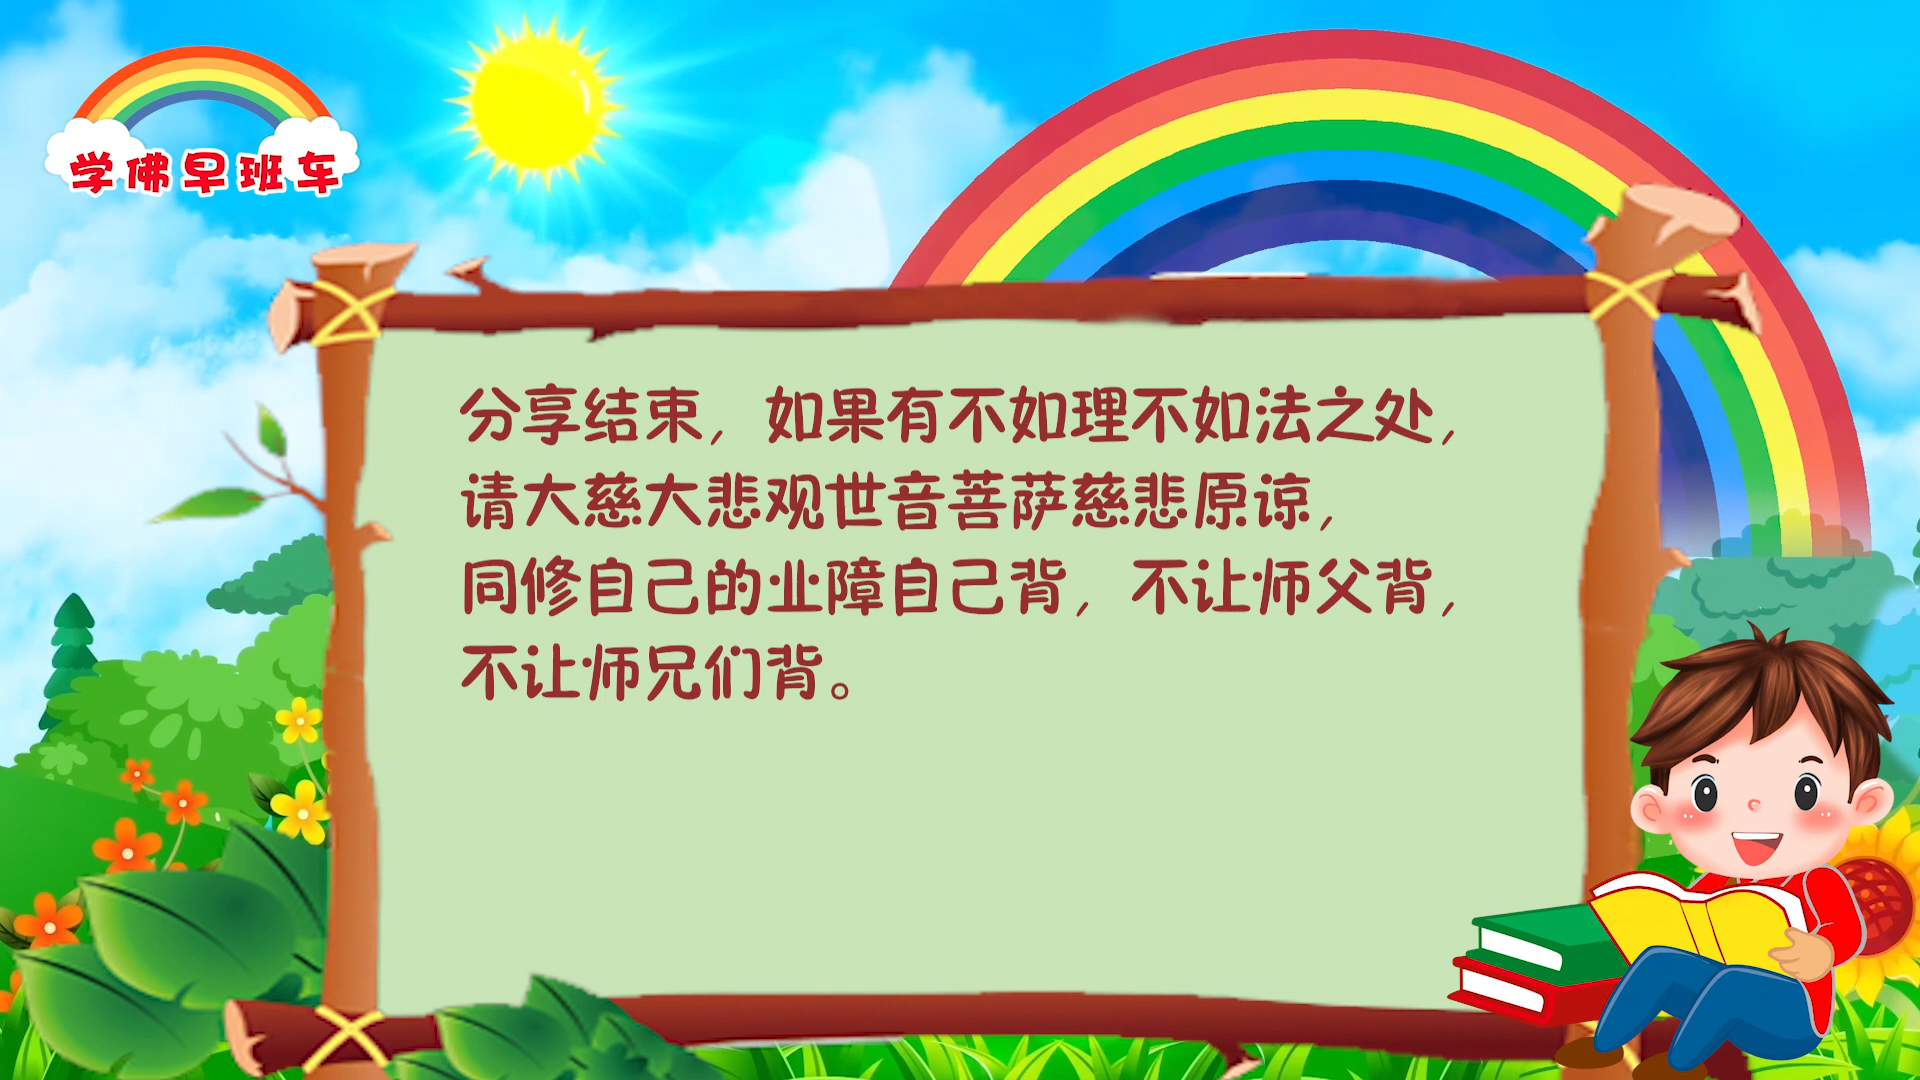 学佛早班车
分享结束，如果有不如理不如法之处，
请大慈大悲观世音菩萨慈悲原谅，
同修自己的业障自己背，不让师父背，
不让师兄们背。